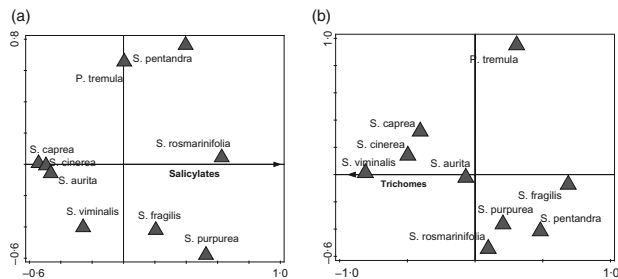 (a)
0.8
S. pentandra
P. tremula
S. rosmarinifolia
S. caprea
S. cinerea
Salicylates
S. aurita
S. viminalis
S. fragilis
S. purpurea
−0.6
−0.6
1.0
(b)
1.0
P. tremula
S. caprea
S. cinerea
S. viminalis
S. aurita
Trichomes
S. fragilis
S. purpurea
S. pentandra
S. rosmarinifolia
−0.6
−1.0
1.0